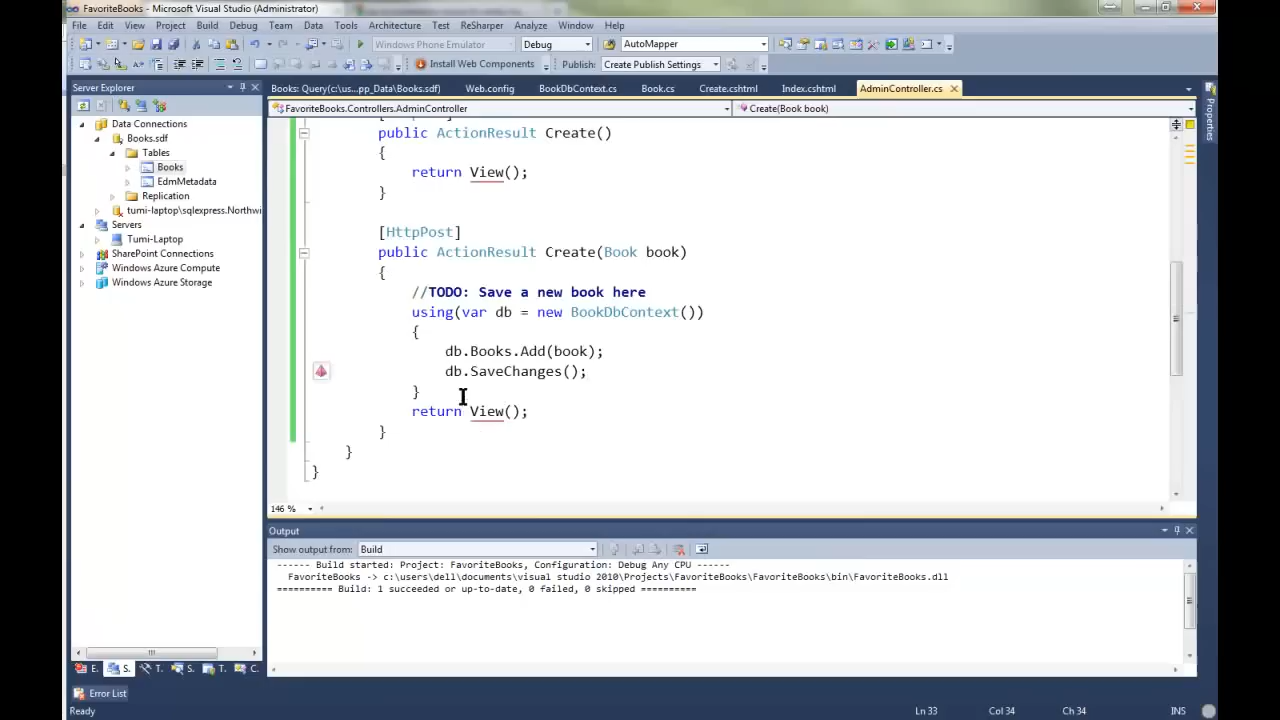 FavoriteBooks - Microsoft Visual Studio (Administrator)
File Edit View Project Build Debug Team Data Tools Architecture Test ReSharper Analyze Window Help
Windows Phone Emulator Debug AutoMapper
Install Web Components Publish: Create Publish Settings
Server Explorer
Data Connections
Books.sdf
Tables
Books
EdmMetadata
Replication
tumi-laptop\sqlexpress.Northwi
Servers
Tumi-Laptop
SharePoint Connections
Windows Azure Compute
Windows Azure Storage
E. S. T. S. T. C.
Books: Query(c:\us...pp_Data\Books.sdf) Web.config BookDbContext.cs Book.cs Create.cshtml Index.cshtml AdminController.cs
FavoriteBooks.Controllers.AdminController Create(Book book)
public ActionResult Create()
{
return View();
}
[HttpPost]
public ActionResult Create(Book book)
{
//TODO: Save a new book here
using(var db = new BookDbContext())
{
db.Books.Add(book);
db.SaveChanges();
}
return View();
}
}
}
146 %
Properties
Output
Show output from: Build
------ Build started: Project: FavoriteBooks, Configuration: Debug Any CPU ------
FavoriteBooks -> c:\users\dell\documents\visual studio 2010\Projects\FavoriteBooks\FavoriteBooks\bin\FavoriteBooks.dll
========== Build: 1 succeeded or up-to-date, 0 failed, 0 skipped ==========
Error List
Ready Ln 33 Col 34 Ch 34 INS